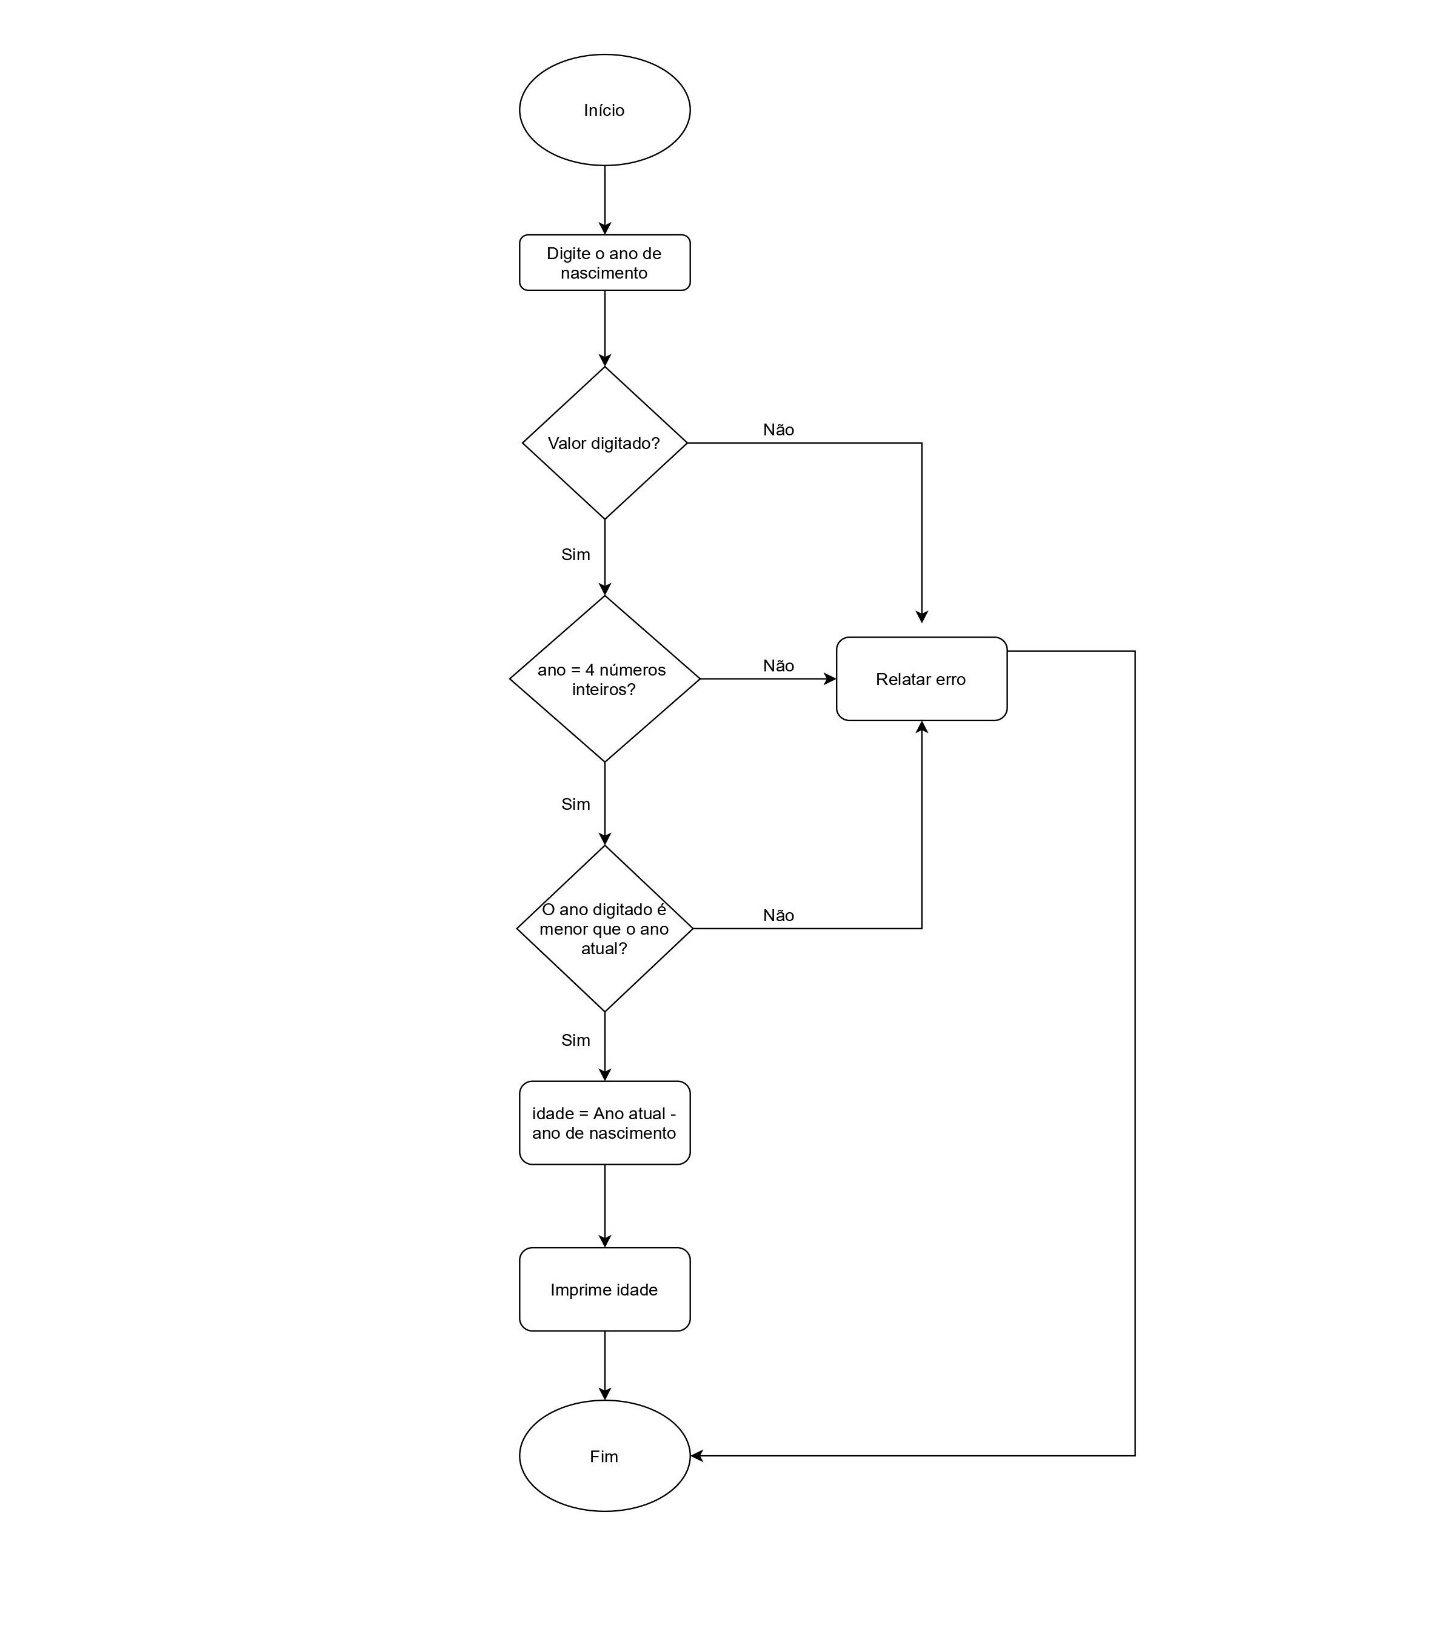 Início
Digite o ano de
nascimento
Valor digitado?
Não
Sim
ano = 4 números
inteiros?
Não
Relatar erro
Sim
O ano digitado é
menor que o ano
atual?
Não
Sim
idade = Ano atual -
ano de nascimento
Imprime idade
Fim